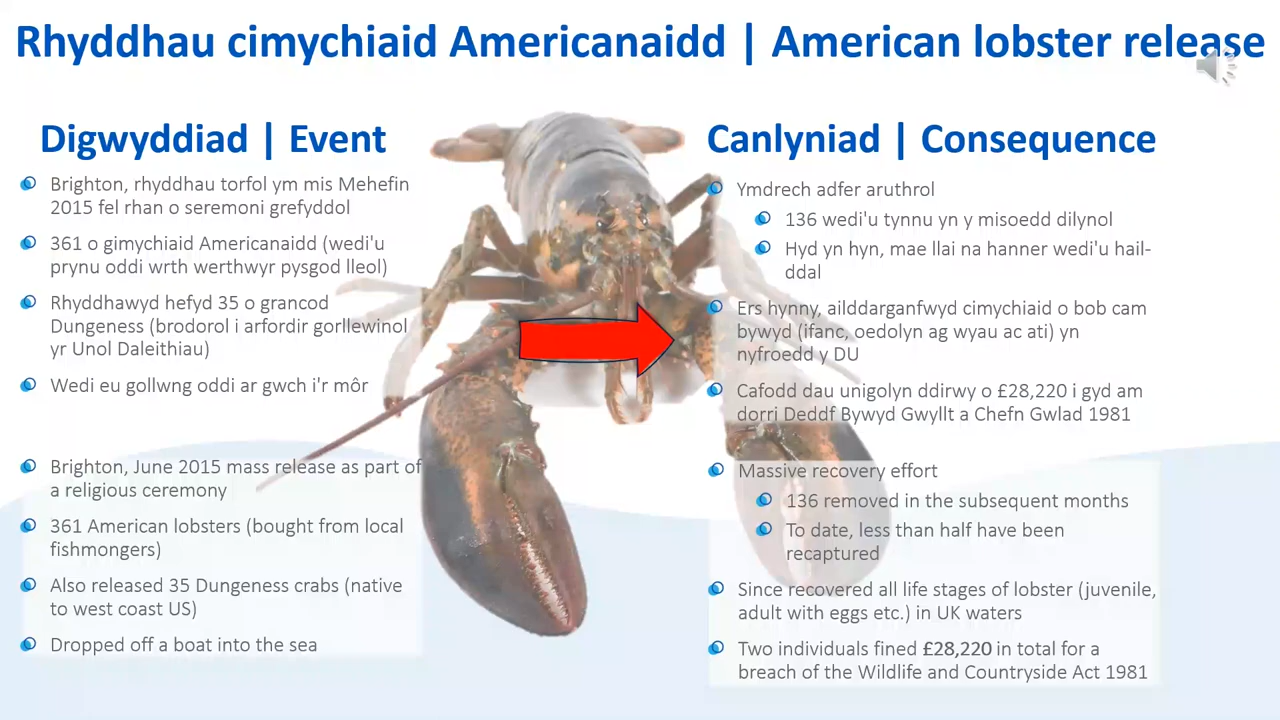 Rhyddhau cimychiaid Americanaidd | American lobster release
Digwyddiad | Event
Brighton, rhyddhau torfol ym mis Mehefin
2015 fel rhan o seremoni grefyddol
361 o gimychiaid Americanaidd (wedi'u
prynu oddi wrth werthwyr pysgod lleol)
Rhyddhawyd hefyd 35 o grancod
Dungeness (brodorol i arfordir gorllewinol
yr Unol Daleithiau)
Wedi eu gollwng oddi ar gwch i'r môr
Brighton, June 2015 mass release as part of
a religious ceremony
361 American lobsters (bought from local
fishmongers)
Also released 35 Dungeness crabs (native
to west coast US)
Dropped off a boat into the sea
Canlyniad | Consequence
Ymdrech adfer aruthrol
136 wedi'u tynnu yn y misoedd dilynol
Hyd yn hyn, mae llai na hanner wedi'u hail-
ddal
Ers hynny, ailddarganfwyd cimychiaid o bob cam
bywyd (ifanc, oedolyn ag wyau ac ati) yn
nyfroedd y DU
Cafodd dau unigolyn ddirwy o £28,220 i gyd am
dorri Deddf Bywyd Gwyllt a Chefn Gwlad 1981
Massive recovery effort
136 removed in the subsequent months
To date, less than half have been
recaptured
Since recovered all life stages of lobster (juvenile,
adult with eggs etc.) in UK waters
Two individuals fined £28,220 in total for a
breach of the Wildlife and Countryside Act 1981